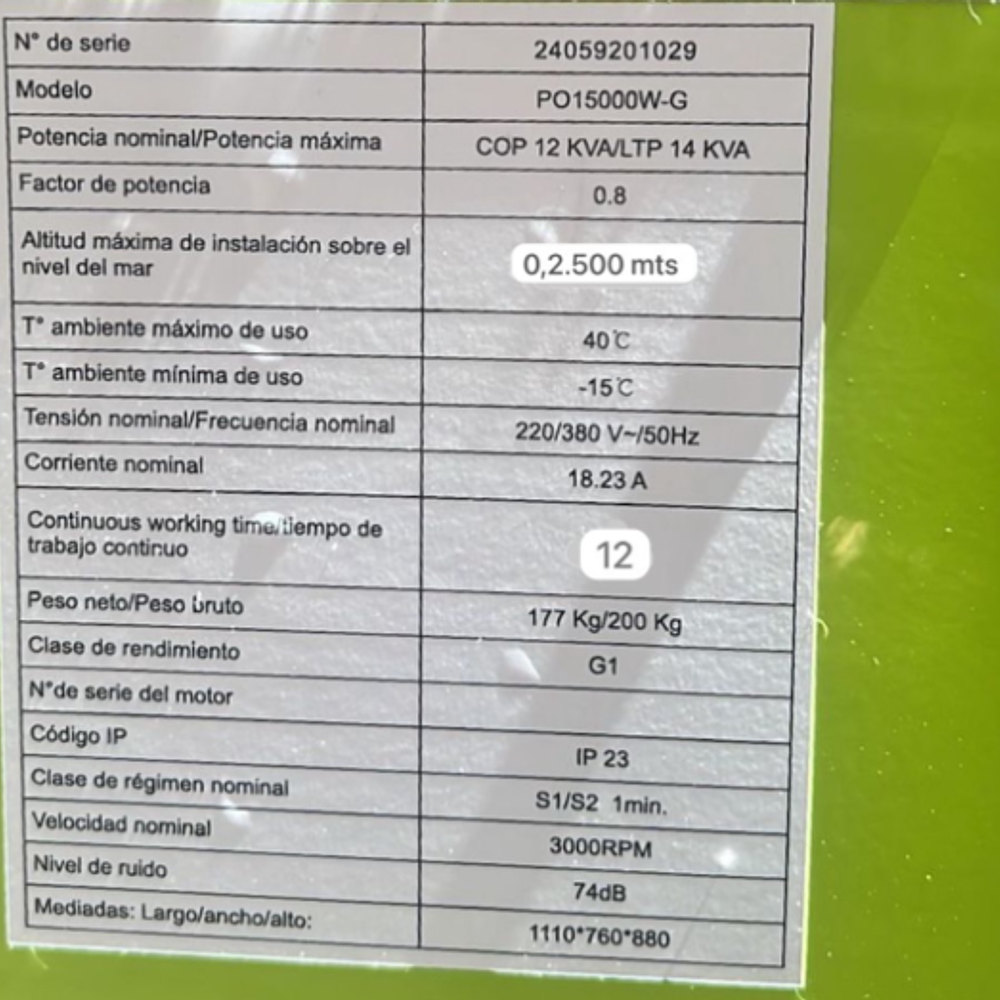 N° de serie 24059201029
Modelo PO15000W-G
Potencia nominal/Potencia máxima COP 12 KVA/LTP 14 KVA
Factor de potencia 0.8
Altitud máxima de instalación sobre el
nivel del mar 0,2.500 mts
T° ambiente máximo de uso 40℃
T° ambiente mínima de uso -15℃
Tensión nominal/Frecuencia nominal 220/380 V~/50Hz
Corriente nominal 18.23 A
Continuous working time/tiempo de
trabajo continuo 12
Peso neto/Peso bruto 177 Kg/200 Kg
Clase de rendimiento G1
N°de serie del motor
Código IP IP 23
Clase de régimen nominal S1/S2 1min.
Velocidad nominal 3000RPM
Nivel de ruido 74dB
Mediadas: Largo/ancho/alto: 1110*760*880